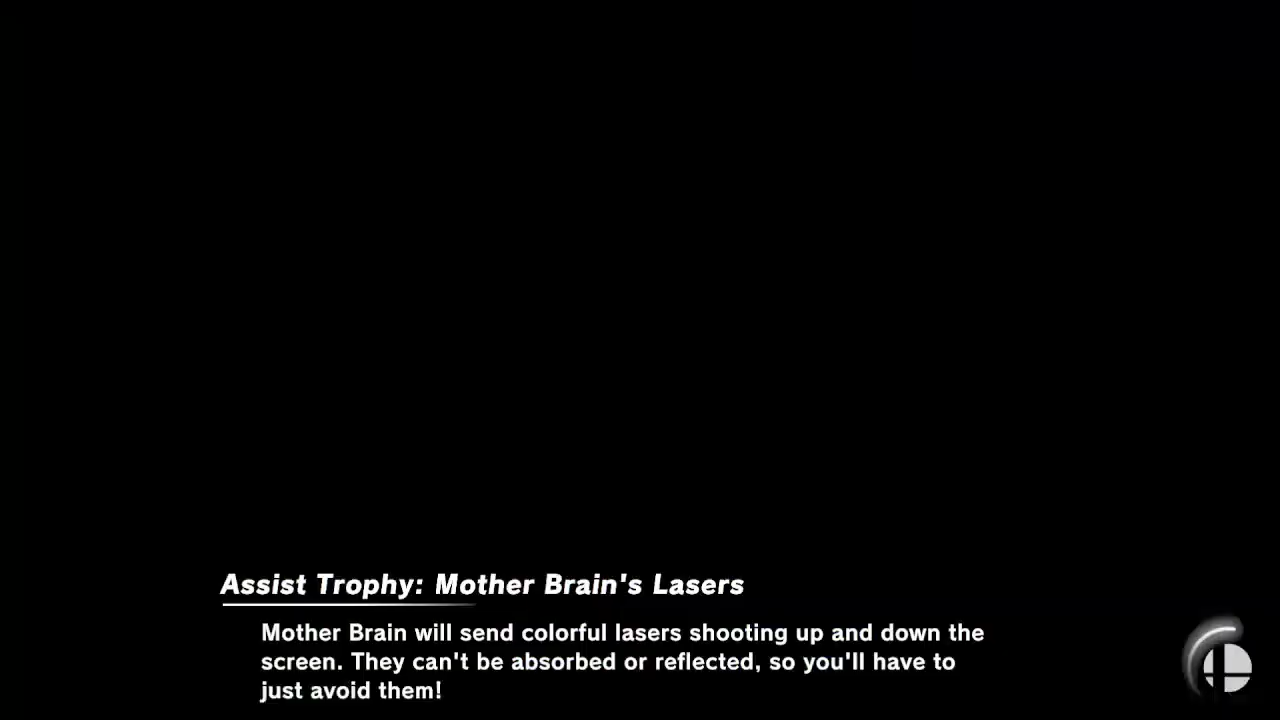 Assist Trophy: Mother Brain's Lasers
Mother Brain will send colorful lasers shooting up and down the
screen. They can't be absorbed or reflected, so you'll have to
just avoid them!